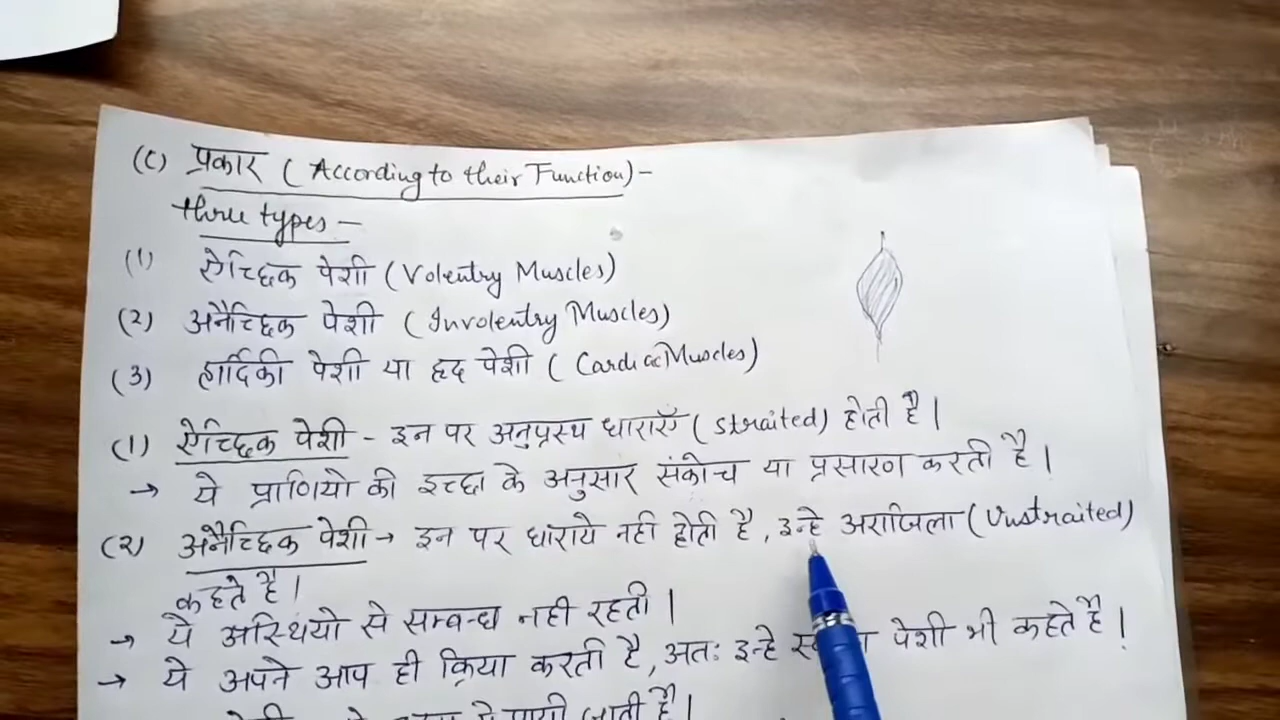 (C) प्रकार (According to their Function)-
three types-
(1) ऐच्छिक पेशी (Volentry Muscles)
(2) अनैच्छिक पेशी (Involentry Muscles)
(3) हार्दिकी पेशी या हृद पेशी (Cardiac Muscles)
(1) ऐच्छिक पेशी - इन पर अनुप्रस्थ धाराएँ (Straited) होती है।
→ ये प्राणियो की इच्छा के अनुसार संकोच या प्रसारण करती है।
(2) अनैच्छिक पेशी → इन पर धाराये नही होती है, इन्हे अराजिला (Unstraited)
कहते है।
→ ये अस्थियो से सम्बन्ध नही रहती।
→ ये अपने आप ही क्रिया करती है, अतः इन्हे पेशी भी कहते है!
पायी जाती है।